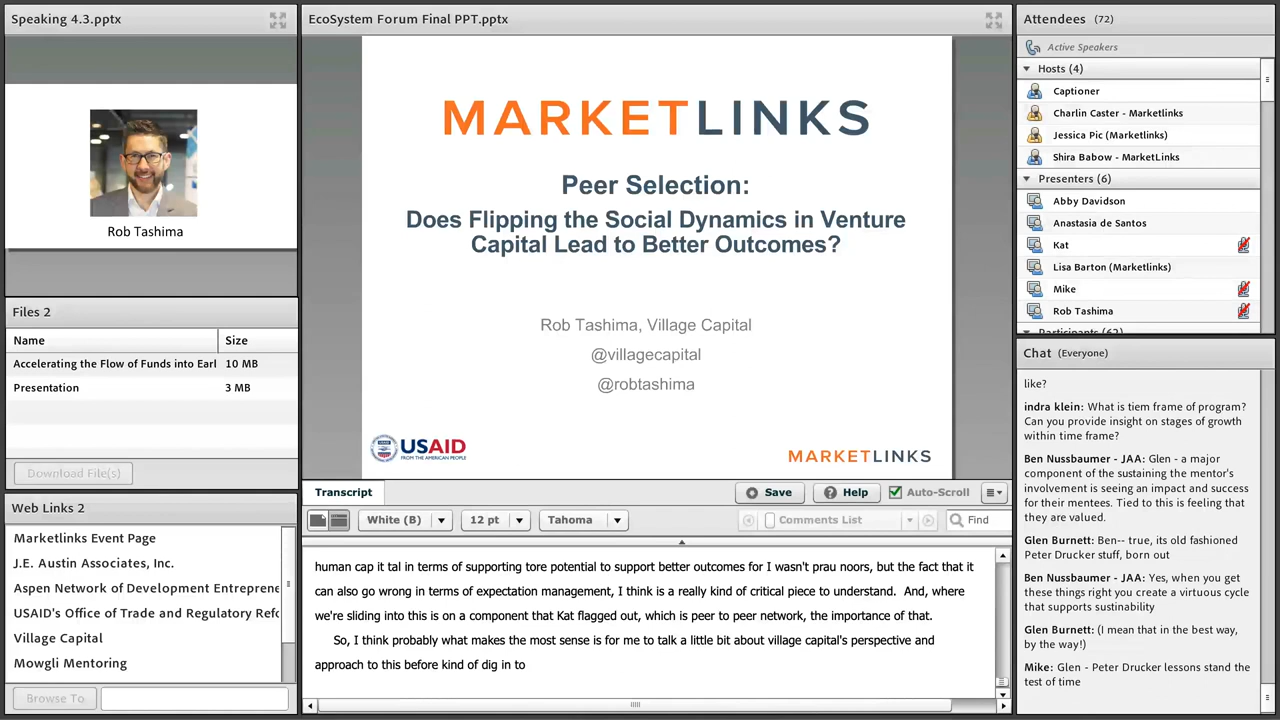 Speaking 4.3.pptx
Rob Tashima
Files 2
Name Size
Accelerating the Flow of Funds into Earl 10 MB
Presentation 3 MB
Download File(s)
Web Links 2
Marketlinks Event Page
J.E. Austin Associates, Inc.
Aspen Network of Development Entreprene
USAID's Office of Trade and Regulatory Refo
Village Capital
Mowgli Mentoring
Browse To
EcoSystem Forum Final PPT.pptx
MARKETLINKS
Peer Selection:
Does Flipping the Social Dynamics in Venture
Capital Lead to Better Outcomes?
Rob Tashima, Village Capital
@villagecapital
@robtashima
USAID
FROM THE AMERICAN PEOPLE
MARKETLINKS
Transcript
Save
Help
Auto-Scroll
White (B)
12 pt
Tahoma
Comments List
Find
human cap it tal in terms of supporting tore potential to support better outcomes for I wasn't prau noors, but the fact that it
can also go wrong in terms of expectation management, I think is a really kind of critical piece to understand. And, where
we're sliding into this is on a component that Kat flagged out, which is peer to peer network, the importance of that.
So, I think probably what makes the most sense is for me to talk a little bit about village capital's perspective and
approach to this before kind of dig in to
Attendees (72)
Active Speakers
Hosts (4)
Captioner
Charlin Caster - Marketlinks
Jessica Pic (Marketlinks)
Shira Babow - MarketLinks
Presenters (6)
Abby Davidson
Anastasia de Santos
Kat
Lisa Barton (Marketlinks)
Mike
Rob Tashima
Participants (62)
Chat (Everyone)
like?
indra klein: What is tiem frame of program?
Can you provide insight on stages of growth
within time frame?
Ben Nussbaumer - JAA: Glen - a major
component of the sustaining the mentor's
involvement is seeing an impact and success
for their mentees. Tied to this is feeling that
they are valued.
Glen Burnett: Ben-- true, its old fashioned
Peter Drucker stuff, born out
Ben Nussbaumer - JAA: Yes, when you get
these things right you create a virtuous cycle
that supports sustinability
Glen Burnett: (I mean that in the best way,
by the way!)
Mike: Glen - Peter Drucker lessons stand the
test of time